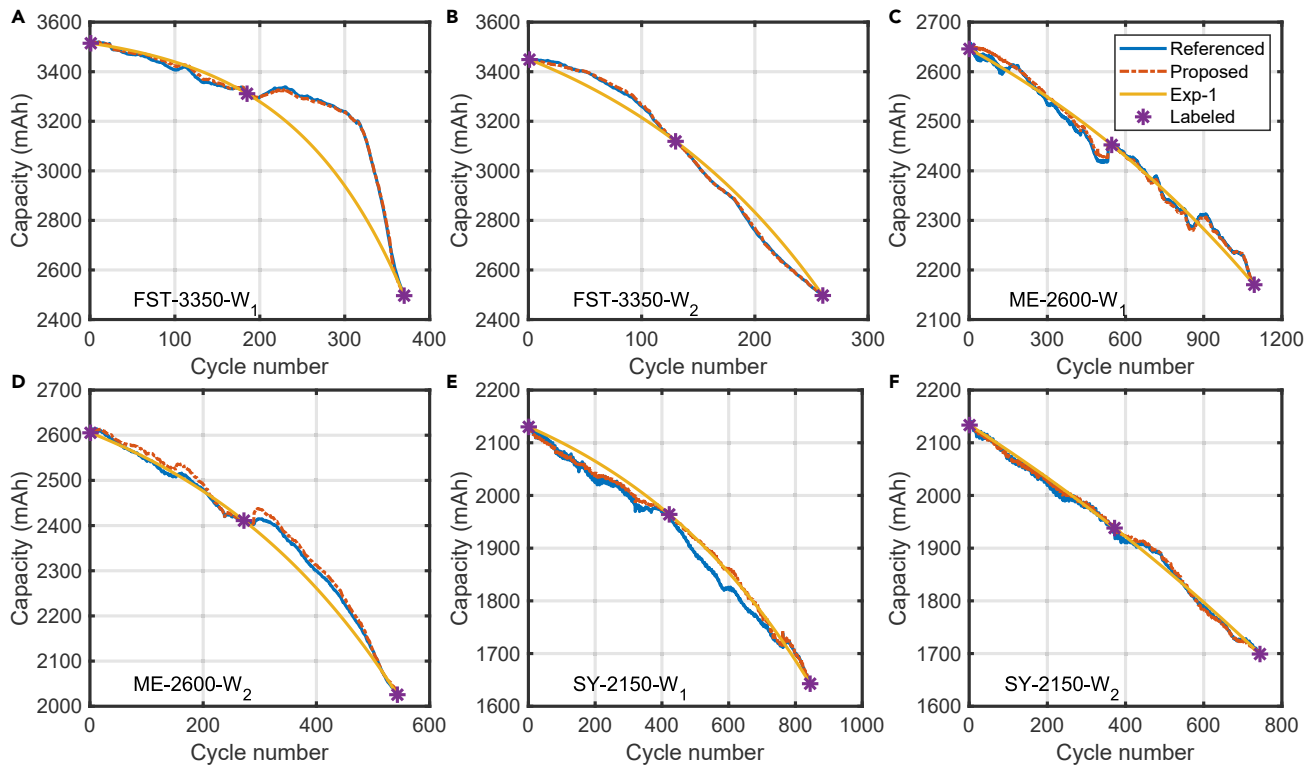 A
3600
3400
3200
3000
2800
2600
2400
0
100
200
300
400
Capacity (mAh)
Cycle number
FST-3350-W1
B
3600
3400
3200
3000
2800
2600
2400
0
100
200
300
Capacity (mAh)
Cycle number
FST-3350-W2
C
2700
2600
2500
2400
2300
2200
2100
0
300
600
900
1200
Capacity (mAh)
Cycle number
ME-2600-W1
Referenced
Proposed
Exp-1
Labeled
D
2700
2600
2500
2400
2300
2200
2100
2000
0
200
400
600
Capacity (mAh)
Cycle number
ME-2600-W2
E
2200
2100
2000
1900
1800
1700
1600
0
200
400
600
800
1000
Capacity (mAh)
Cycle number
SY-2150-W1
F
2200
2100
2000
1900
1800
1700
1600
0
200
400
600
800
Capacity (mAh)
Cycle number
SY-2150-W2